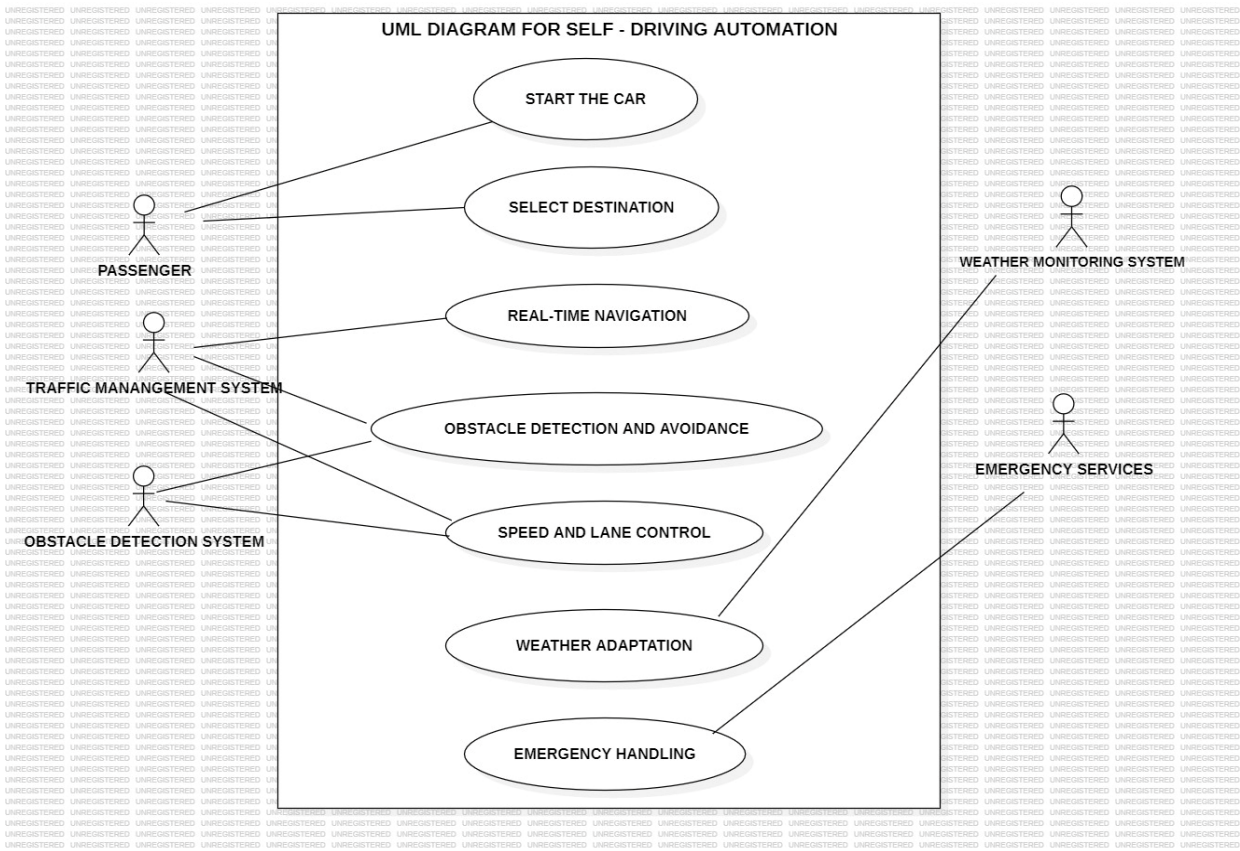 UML DIAGRAM FOR SELF - DRIVING AUTOMATION
START THE CAR
SELECT DESTINATION
PASSENGER
WEATHER MONITORING SYSTEM
REAL-TIME NAVIGATION
TRAFFIC MANANGEMENT SYSTEM
OBSTACLE DETECTION AND AVOIDANCE
EMERGENCY SERVICES
SPEED AND LANE CONTROL
OBSTACLE DETECTION SYSTEM
WEATHER ADAPTATION
EMERGENCY HANDLING
UNREGISTERED